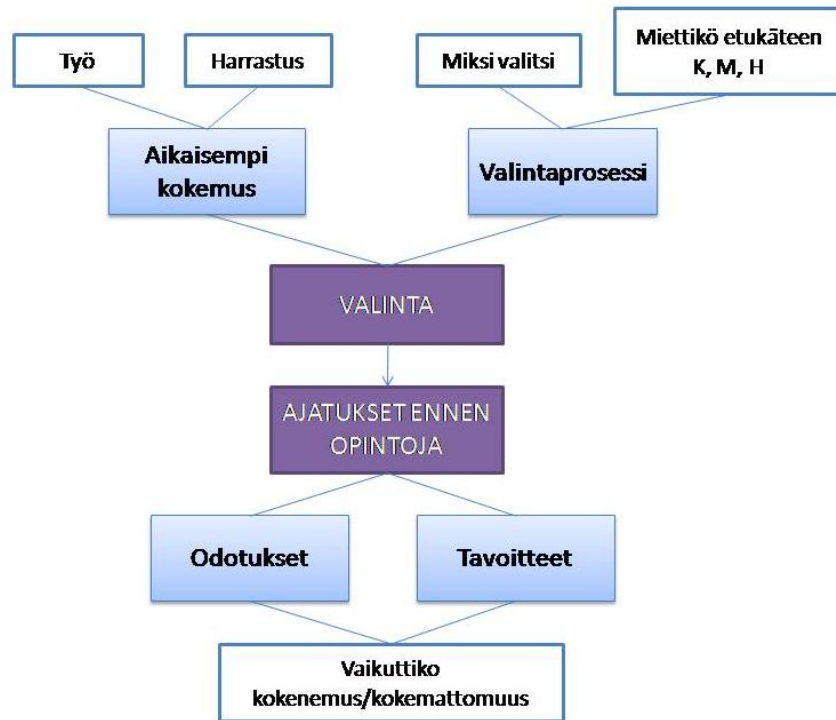 Työ
Harrastus
Miksi valitsi
Miettikö etukäteen
K, M, H
Aikaisempi
kokemus
Valintaprosessi
VALINTA
AJATUKSET ENNEN
OPINTOJA
Odotukset
Tavoitteet
Vaikuttiko
kokenemus/kokemattomuus